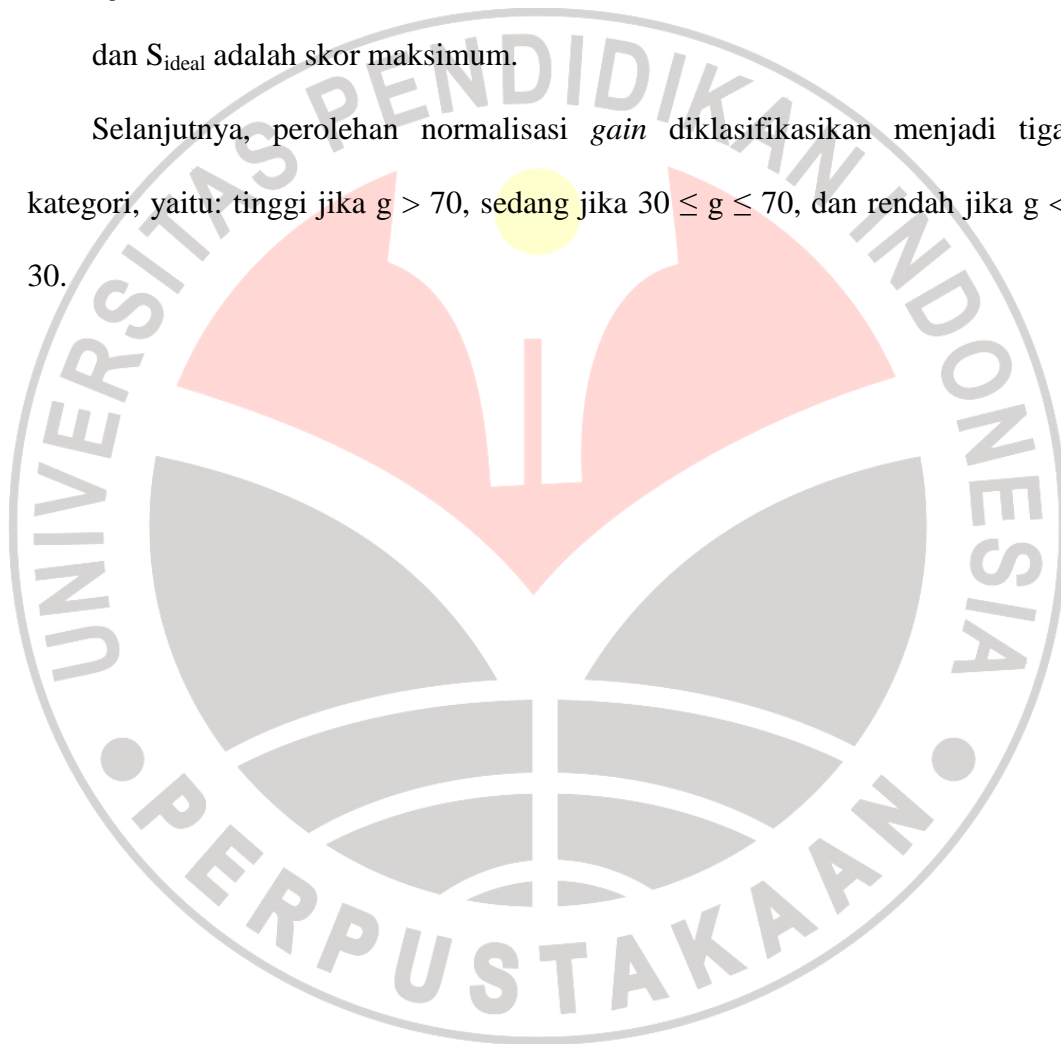 dan S_ideal adalah skor maksimum.
Selanjutnya, perolehan normalisasi gain diklasifikasikan menjadi tiga
kategori, yaitu: tinggi jika g > 70, sedang jika 30 ≤ g ≤ 70, dan rendah jika g <
30.
UNIVERSITAS PENDIDIKAN INDONESIA
PERPUSTAKAAN